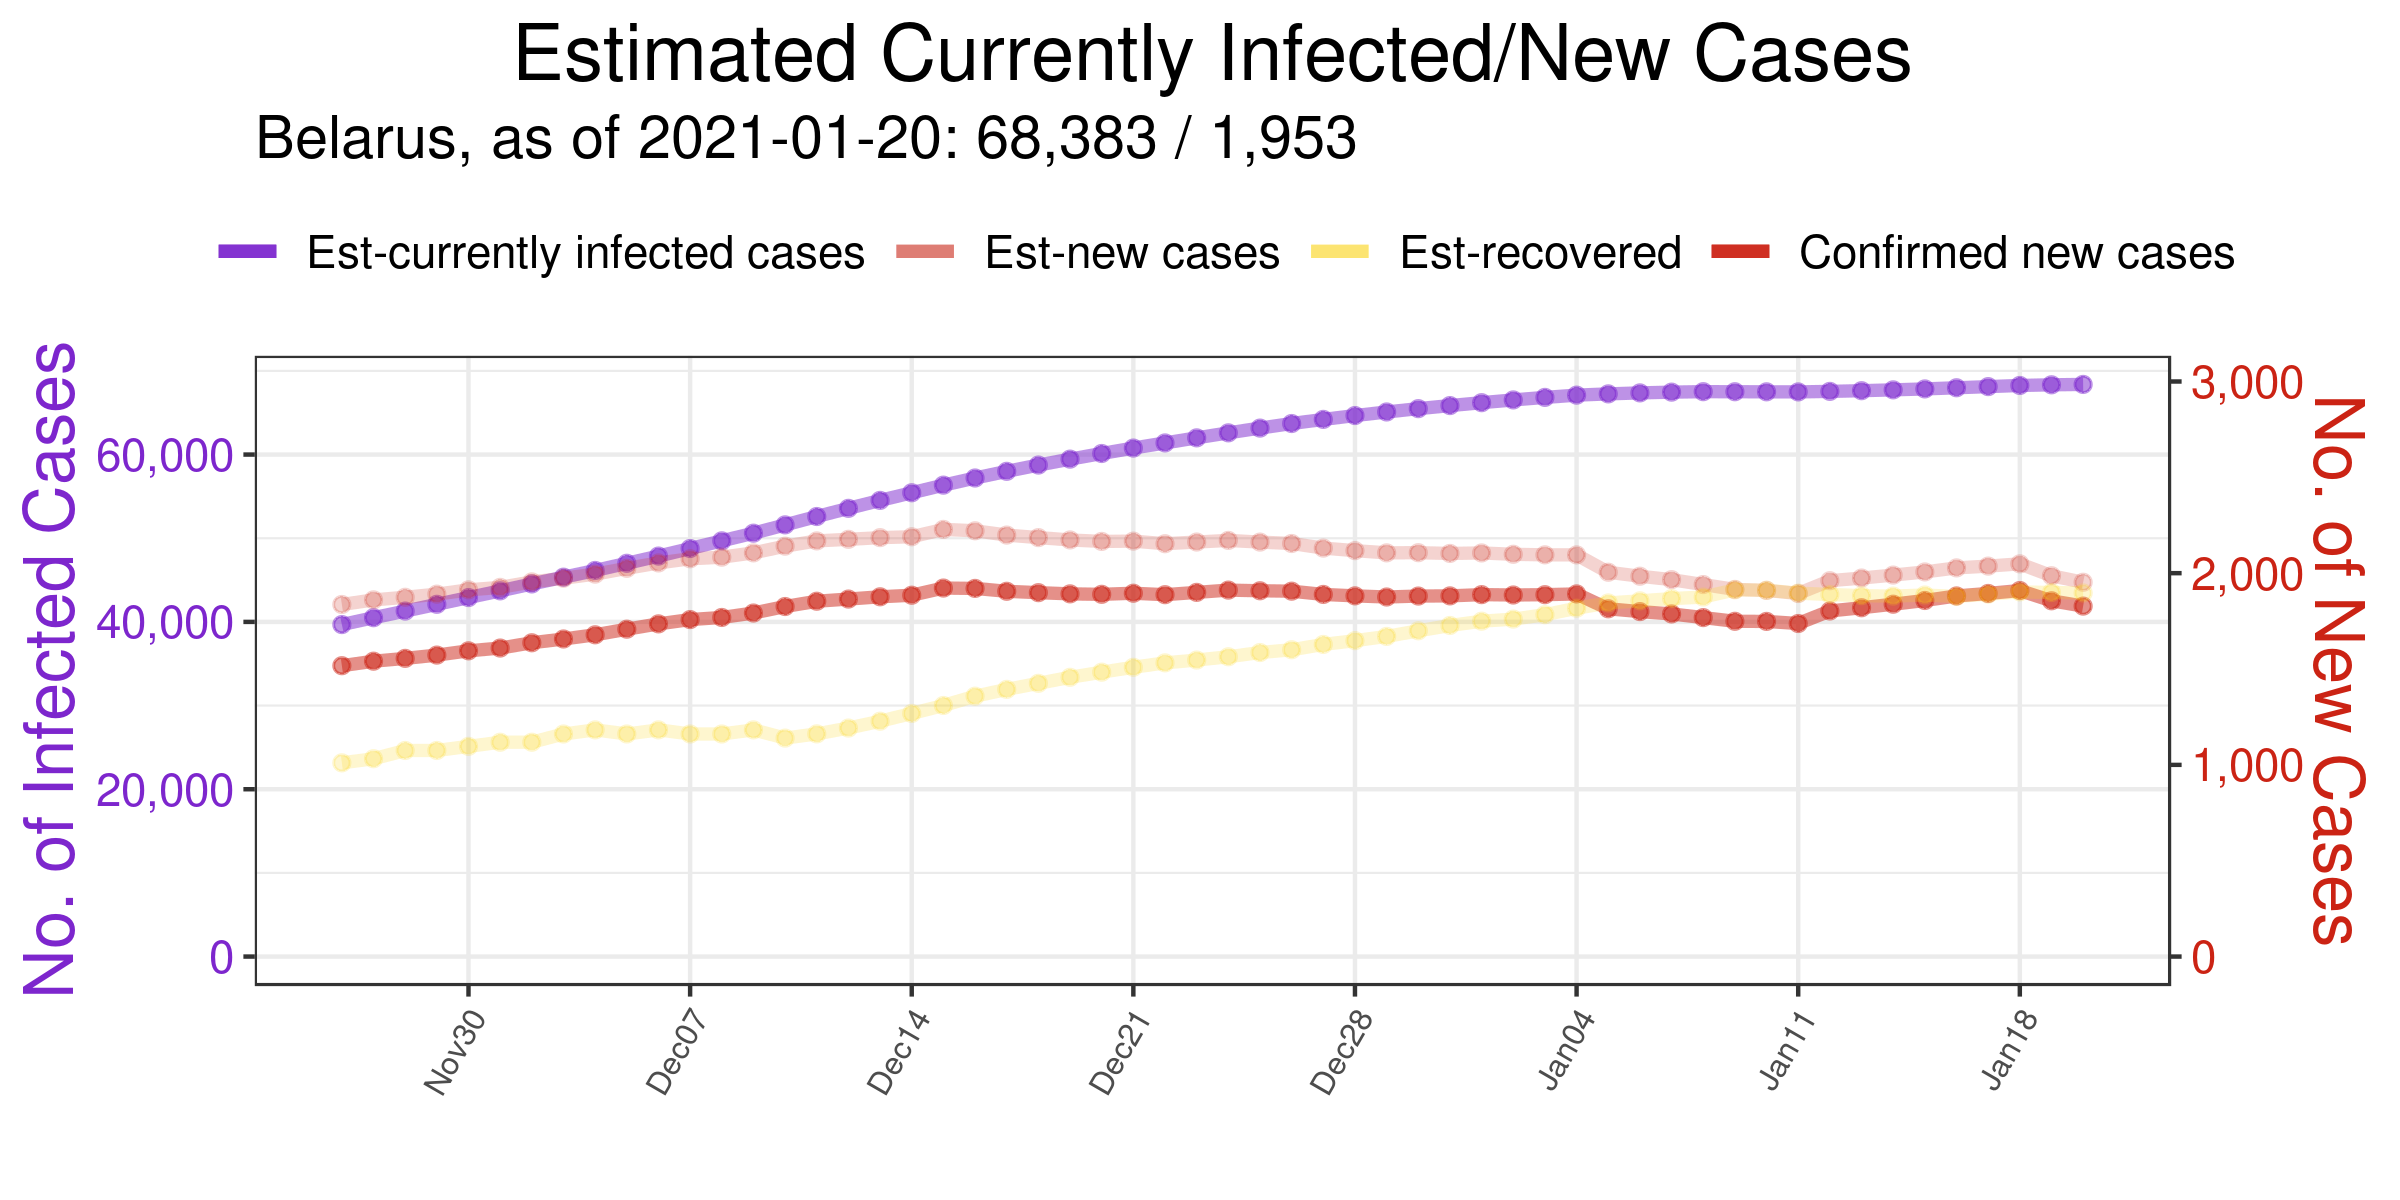 Estimated Currently Infected/New Cases
Belarus, as of 2021-01-20: 68,383 / 1,953
Est-currently infected cases Est-new cases Est-recovered Confirmed new cases
No. of Infected Cases
60,000
40,000
20,000
0
3,000
2,000
1,000
0
No. of New Cases
Nov30 Dec07 Dec14 Dec21 Dec28 Jan04 Jan11 Jan18